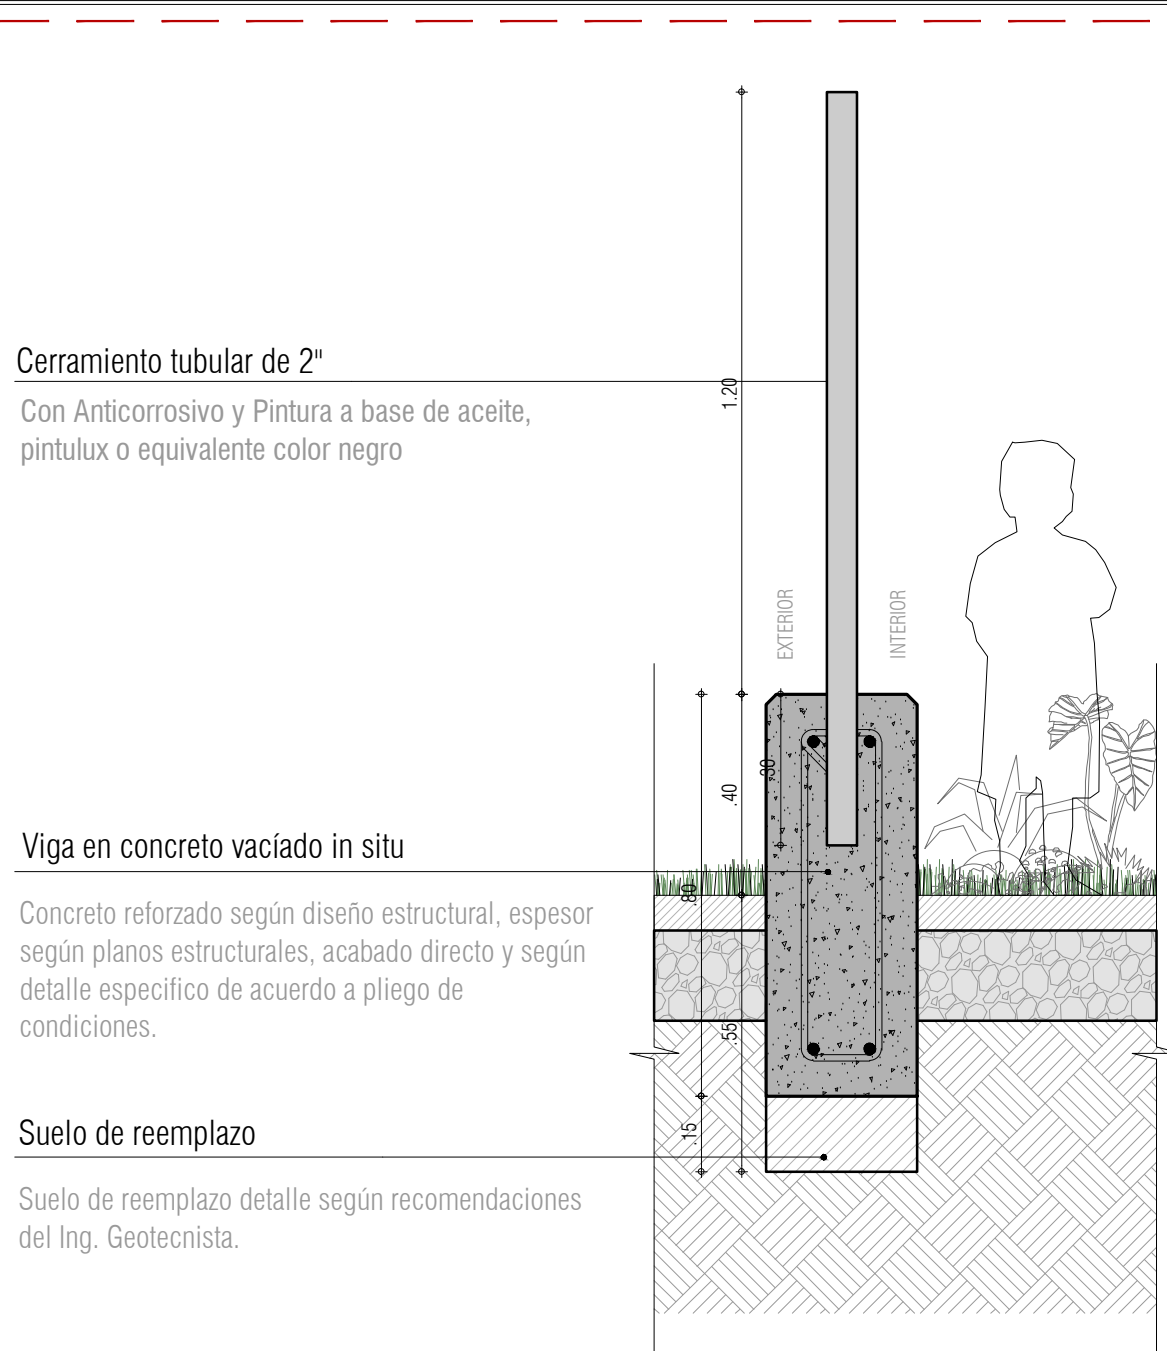 Cerramiento tubular de 2"
Con Anticorrosivo y Pintura a base de aceite,
pintulux o equivalente color negro
1.20
EXTERIOR
INTERIOR
.30
.40
Viga en concreto vacíado in situ
.80
Concreto reforzado según diseño estructural, espesor
según planos estructurales, acabado directo y según
detalle especifico de acuerdo a pliego de
condiciones.
.55
Suelo de reemplazo
.15
Suelo de reemplazo detalle según recomendaciones
del Ing. Geotecnista.